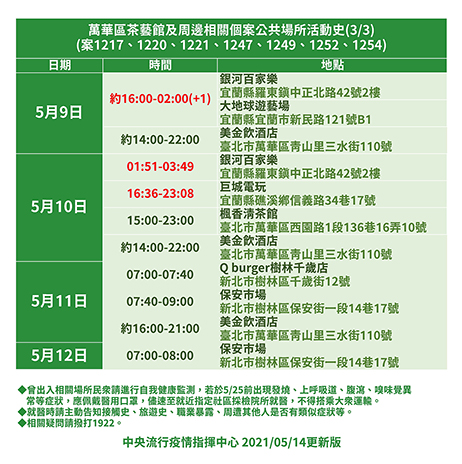 萬華區茶藝館及周邊相關個案公共場所活動史(3/3)
(案1217、1220、1221、1247、1249、1252、1254)
日期 時間 地點
5月9日
約16:00-02:00(+1)
銀河百家樂
宜蘭縣羅東鎮中正北路42號2樓
大地球遊藝場
宜蘭縣宜蘭市新民路121號B1
約14:00-22:00
美金飲酒店
臺北市萬華區青山里三水街110號
5月10日
01:51-03:49
銀河百家樂
宜蘭縣羅東鎮中正北路42號2樓
16:36-23:08
巨城電玩
宜蘭縣礁溪鄉信義路34巷17號
15:00-23:00
楓香清茶館
臺北市萬華區西園路1段136巷16弄10號
約14:00-22:00
美金飲酒店
臺北市萬華區青山里三水街110號
5月11日
07:00-07:40
Q burger樹林千歲店
新北市樹林區千歲街12號
07:40-09:00
保安市場
新北市樹林區保安街一段14巷17號
約16:00-21:00
美金飲酒店
臺北市萬華區青山里三水街110號
5月12日
07:00-08:00
保安市場
新北市樹林區保安街一段14巷17號
◆曾出入相關場所民眾請進行自我健康監測，若於5/25前出現發燒、上呼吸道、腹瀉、嗅味覺異
常等症狀，應佩戴醫用口罩，儘速至就近指定社區採檢院所就醫，不得搭乘大眾運輸。
◆就醫時請主動告知接觸史、旅遊史、職業暴露、周遭其他人是否有類似症狀等。
◆相關疑問請撥打1922。
中央流行疫情指揮中心 2021/05/14更新版